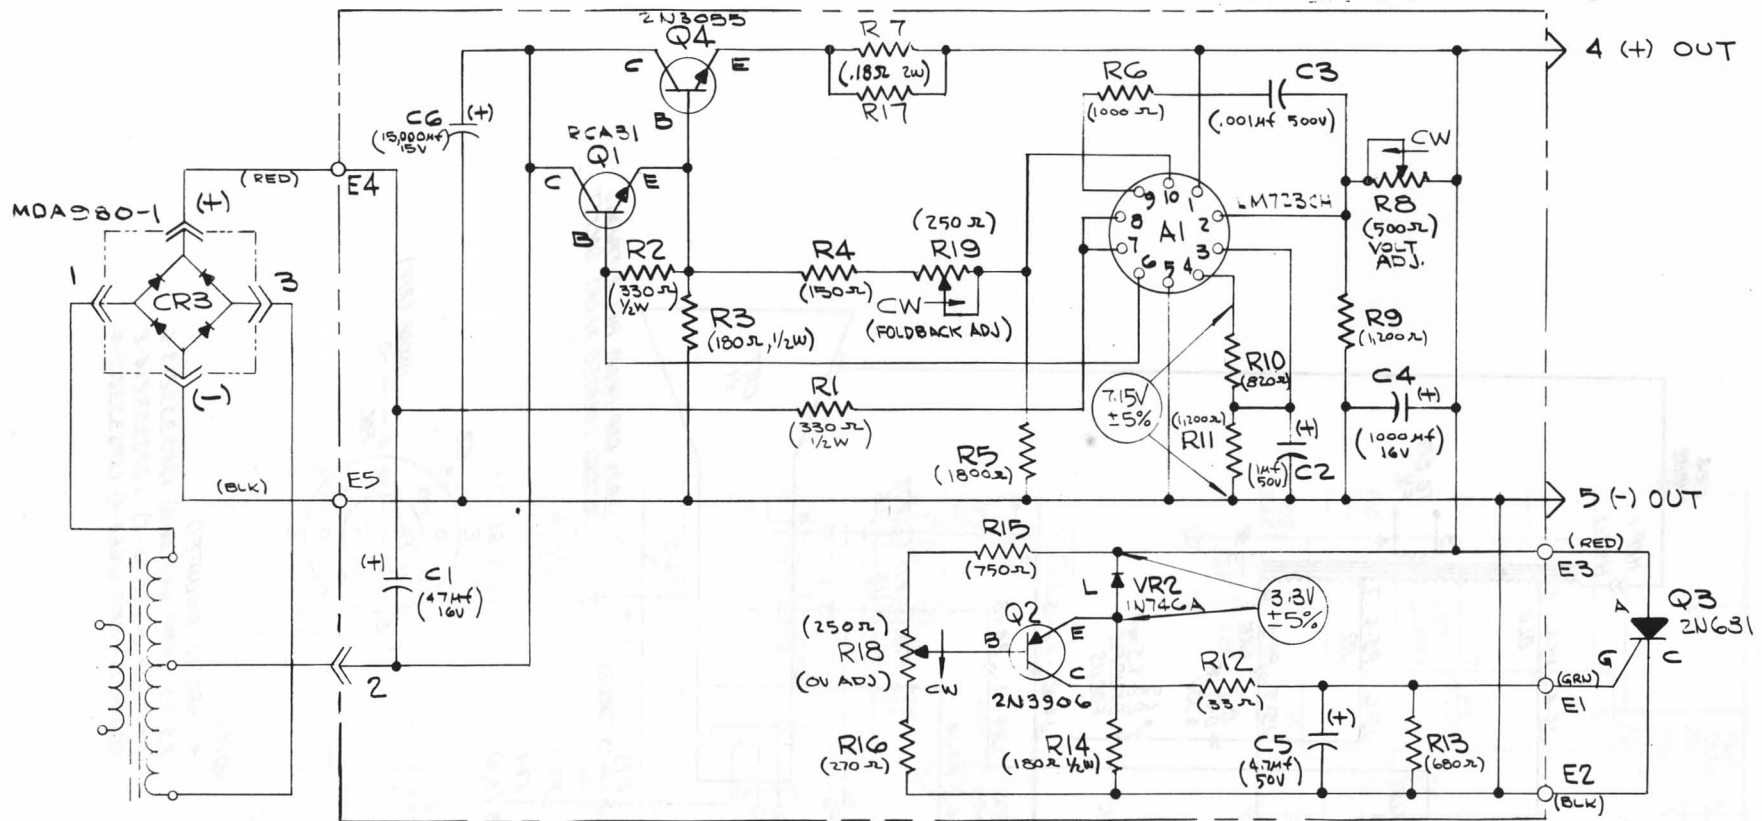 2N3055
Q4
C
E
B
R7
(.18Ω 2W)
R17
4 (+) OUT
R6
(1000Ω)
C3
(.001µf 500V)
C6
(15,000µf
15V
(+)
RCA31
Q1
C
E
B
CW
R8
(500Ω)
VOLT
ADJ.
LM723CH
A1
9
10
1
8
2
7
3
6
5
4
(RED)
E4
MDA980-1
(+)
1
CR3
3
(-)
R2
(330Ω
1/2W
R4
(150Ω)
(250Ω)
R19
CW
(FOLDBACK ADJ)
R3
(180Ω, 1/2W)
R9
(1,200Ω)
R10
(820Ω)
7.15V
±5%
(1,200Ω)
R11
C4
(+)
(1000µf
16V
(+)
(1µf
50V)
C2
R1
(330Ω
1/2W
R5
(1800Ω)
(BLK)
E5
5 (-) OUT
(+)
C1
(47µf
16V
2
R15
(750Ω)
L
VR2
1N746A
3.3V
±5%
(RED)
E3
A
Q3
2N631
G
C
(250Ω)
R18
(OV ADJ)
CW
Q2
B
E
C
2N3906
R12
(33Ω)
(GRN)
E1
R16
(270Ω)
R14
(180Ω 1/2W)
(+)
C5
(4.7µf
50V
R13
(680Ω)
E2
(BLK)